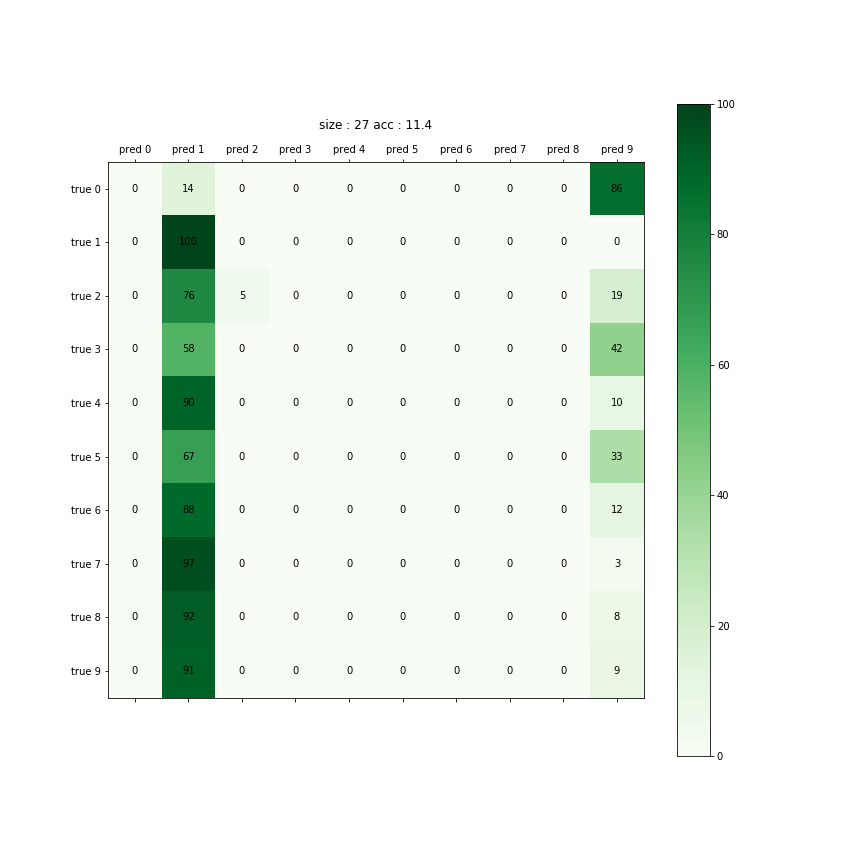 size : 27 acc : 11.4
pred 0 pred 1 pred 2 pred 3 pred 4 pred 5 pred 6 pred 7 pred 8 pred 9
true 0 0 14 0 0 0 0 0 0 0 86
true 1 0 100 0 0 0 0 0 0 0 0
true 2 0 76 5 0 0 0 0 0 0 19
true 3 0 58 0 0 0 0 0 0 0 42
true 4 0 90 0 0 0 0 0 0 0 10
true 5 0 67 0 0 0 0 0 0 0 33
true 6 0 88 0 0 0 0 0 0 0 12
true 7 0 97 0 0 0 0 0 0 0 3
true 8 0 92 0 0 0 0 0 0 0 8
true 9 0 91 0 0 0 0 0 0 0 9
100
80
60
40
20
0